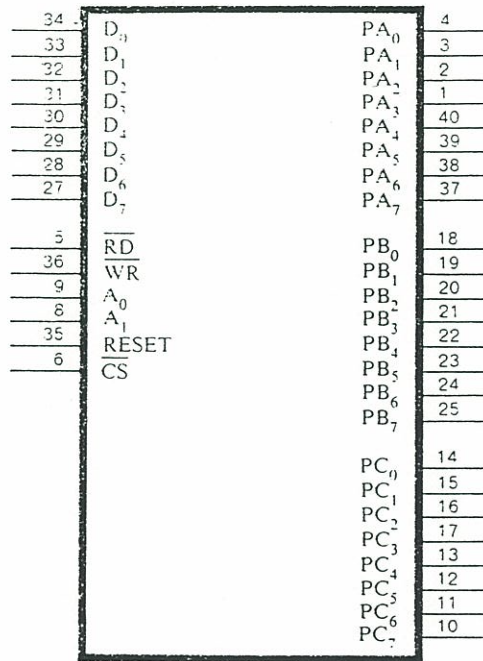 34 D₀ PA₀ 4
33 D₁ PA₁ 3
32 D₂ PA₂ 2
31 D₃ PA₃ 1
30 D₄ PA₄ 40
29 D₅ PA₅ 39
28 D₆ PA₆ 38
27 D₇ PA₇ 37
5 R̅D̅ PB₀ 18
36 W̅R̅ PB₁ 19
9 A₀ PB₂ 20
8 A₁ PB₃ 21
35 RESET PB₄ 22
6 C̅S̅ PB₅ 23
PB₆ 24
PB₇ 25
PC₀ 14
PC₁ 15
PC₂ 16
PC₃ 17
PC₄ 13
PC₅ 12
PC₆ 11
PC₇ 10